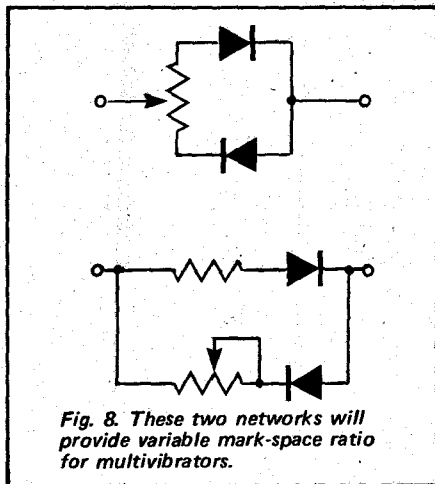 Fig. 8. These two networks will
provide variable mark-space ratio
for multivibrators.